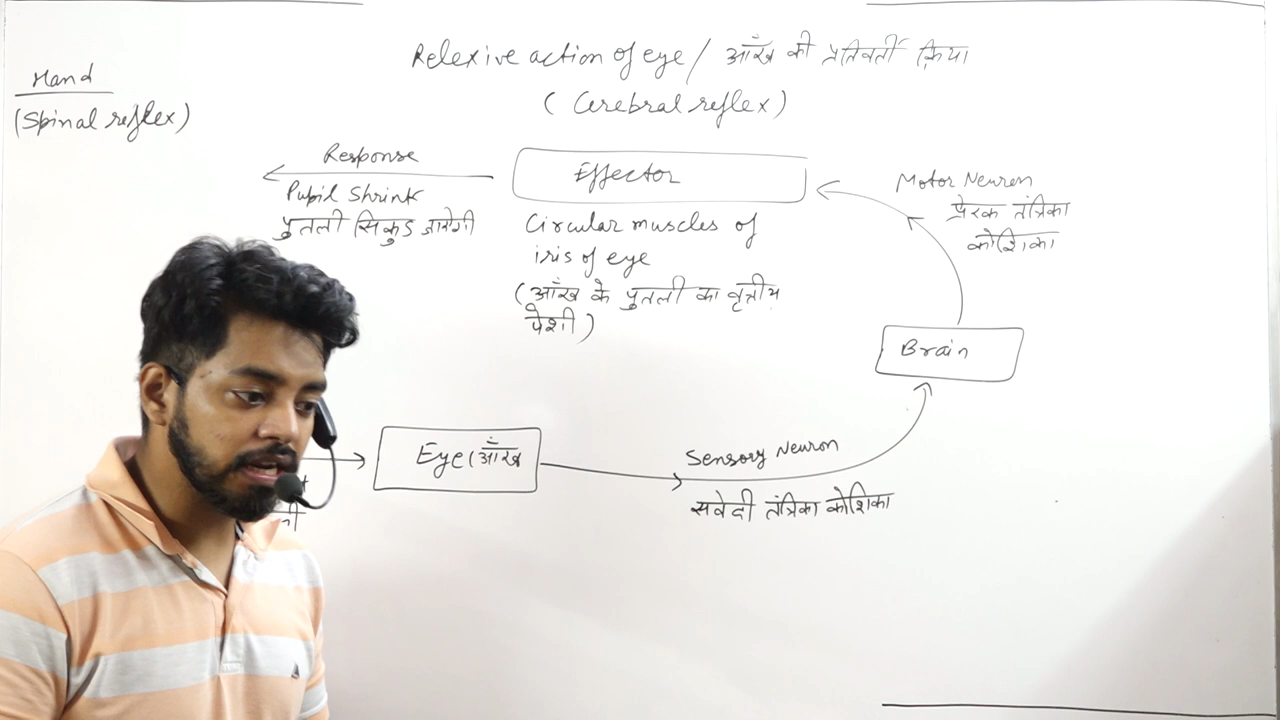 Relexive action of eye / आँख की प्रतिवर्ती क्रिया
(Cerebral reflex)
Hand
(Spinal reflex)
Response
Pupil Shrink
पुतली सिकुड़ जायेगी
Effector
Circular muscles of
iris of eye
(आँख के पुतली का वृत्तीय
पेशी)
Motor Neuron
प्रेरक तंत्रिका
कोशिका
Brain
Eye (आँख
Sensory Neuron
संवेदी तंत्रिका कोशिका